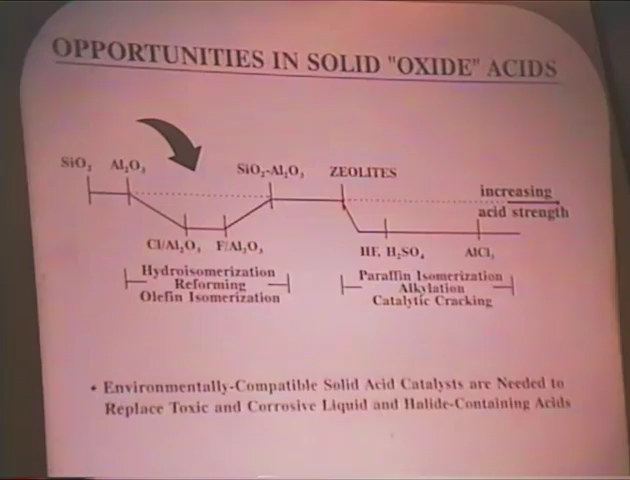 OPPORTUNITIES IN SOLID "OXIDE" ACIDS
SiO₂ Al₂O₃ SiO₂-Al₂O₃ ZEOLITES
increasing
acid strength
Cl/Al₂O₃ F/Al₂O₃ HF, H₂SO₄ AlCl₃
Hydroisomerization
Reforming
Olefin Isomerization
Paraffin Isomerization
Alkylation
Catalytic Cracking
• Environmentally-Compatible Solid Acid Catalysts are Needed to
Replace Toxic and Corrosive Liquid and Halide-Containing Acids